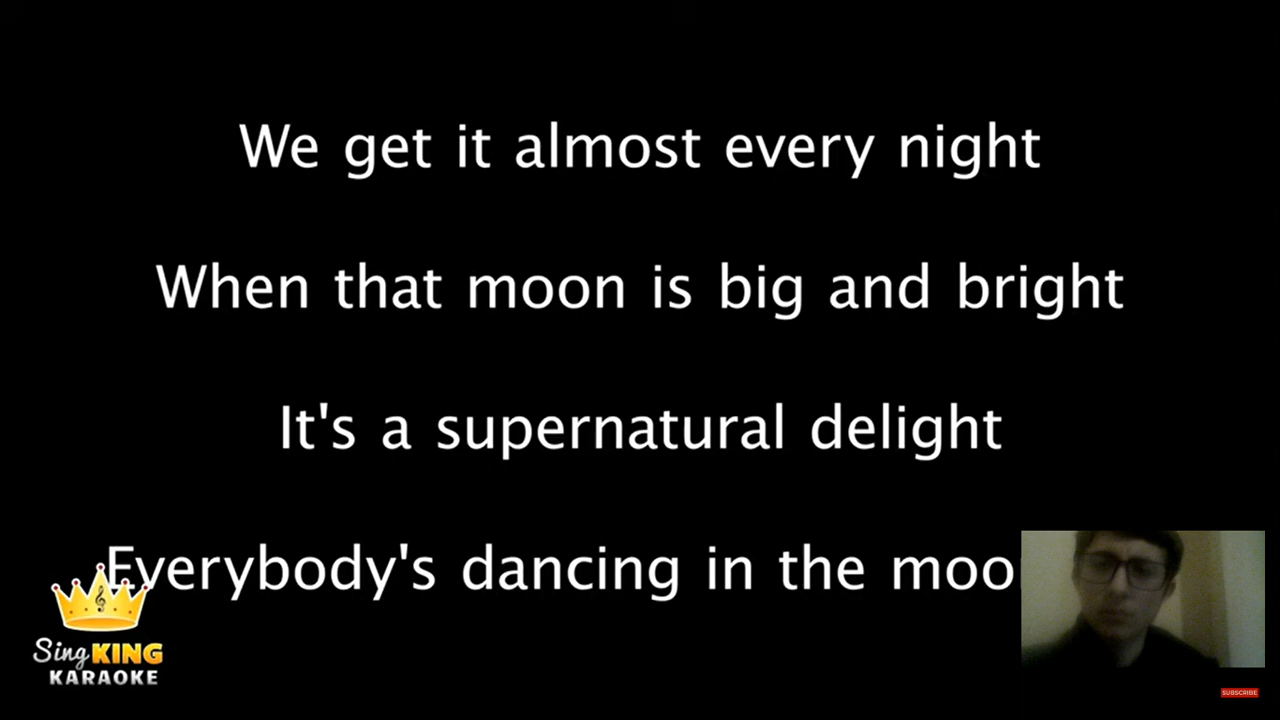 We get it almost every night
When that moon is big and bright
It's a supernatural delight
Everybody's dancing in the moo
Sing KING
KARAOKE
SUBSCRIBE